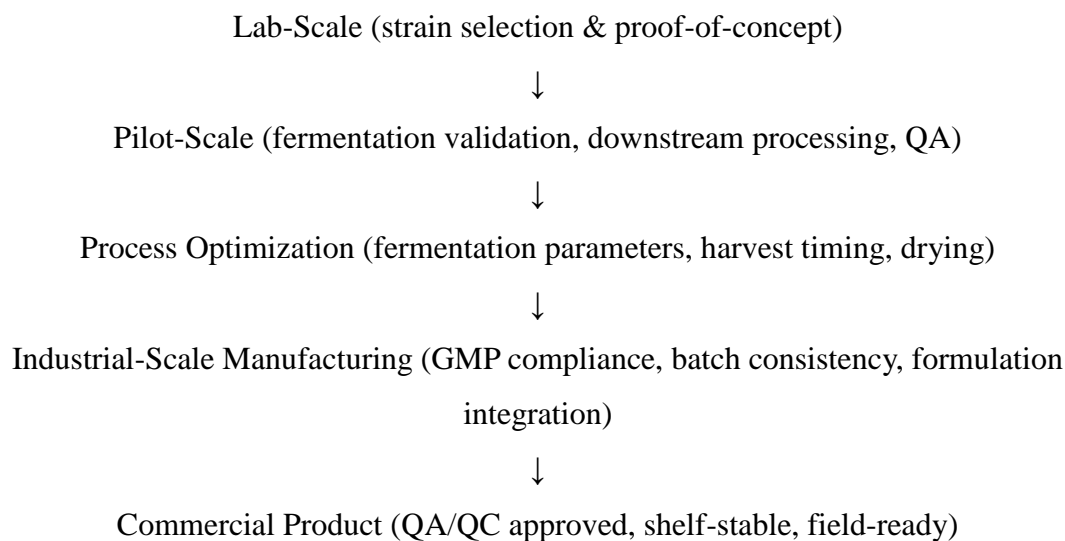 Lab-Scale (strain selection & proof-of-concept)
↓
Pilot-Scale (fermentation validation, downstream processing, QA)
↓
Process Optimization (fermentation parameters, harvest timing, drying)
↓
Industrial-Scale Manufacturing (GMP compliance, batch consistency, formulation
integration)
↓
Commercial Product (QA/QC approved, shelf-stable, field-ready)